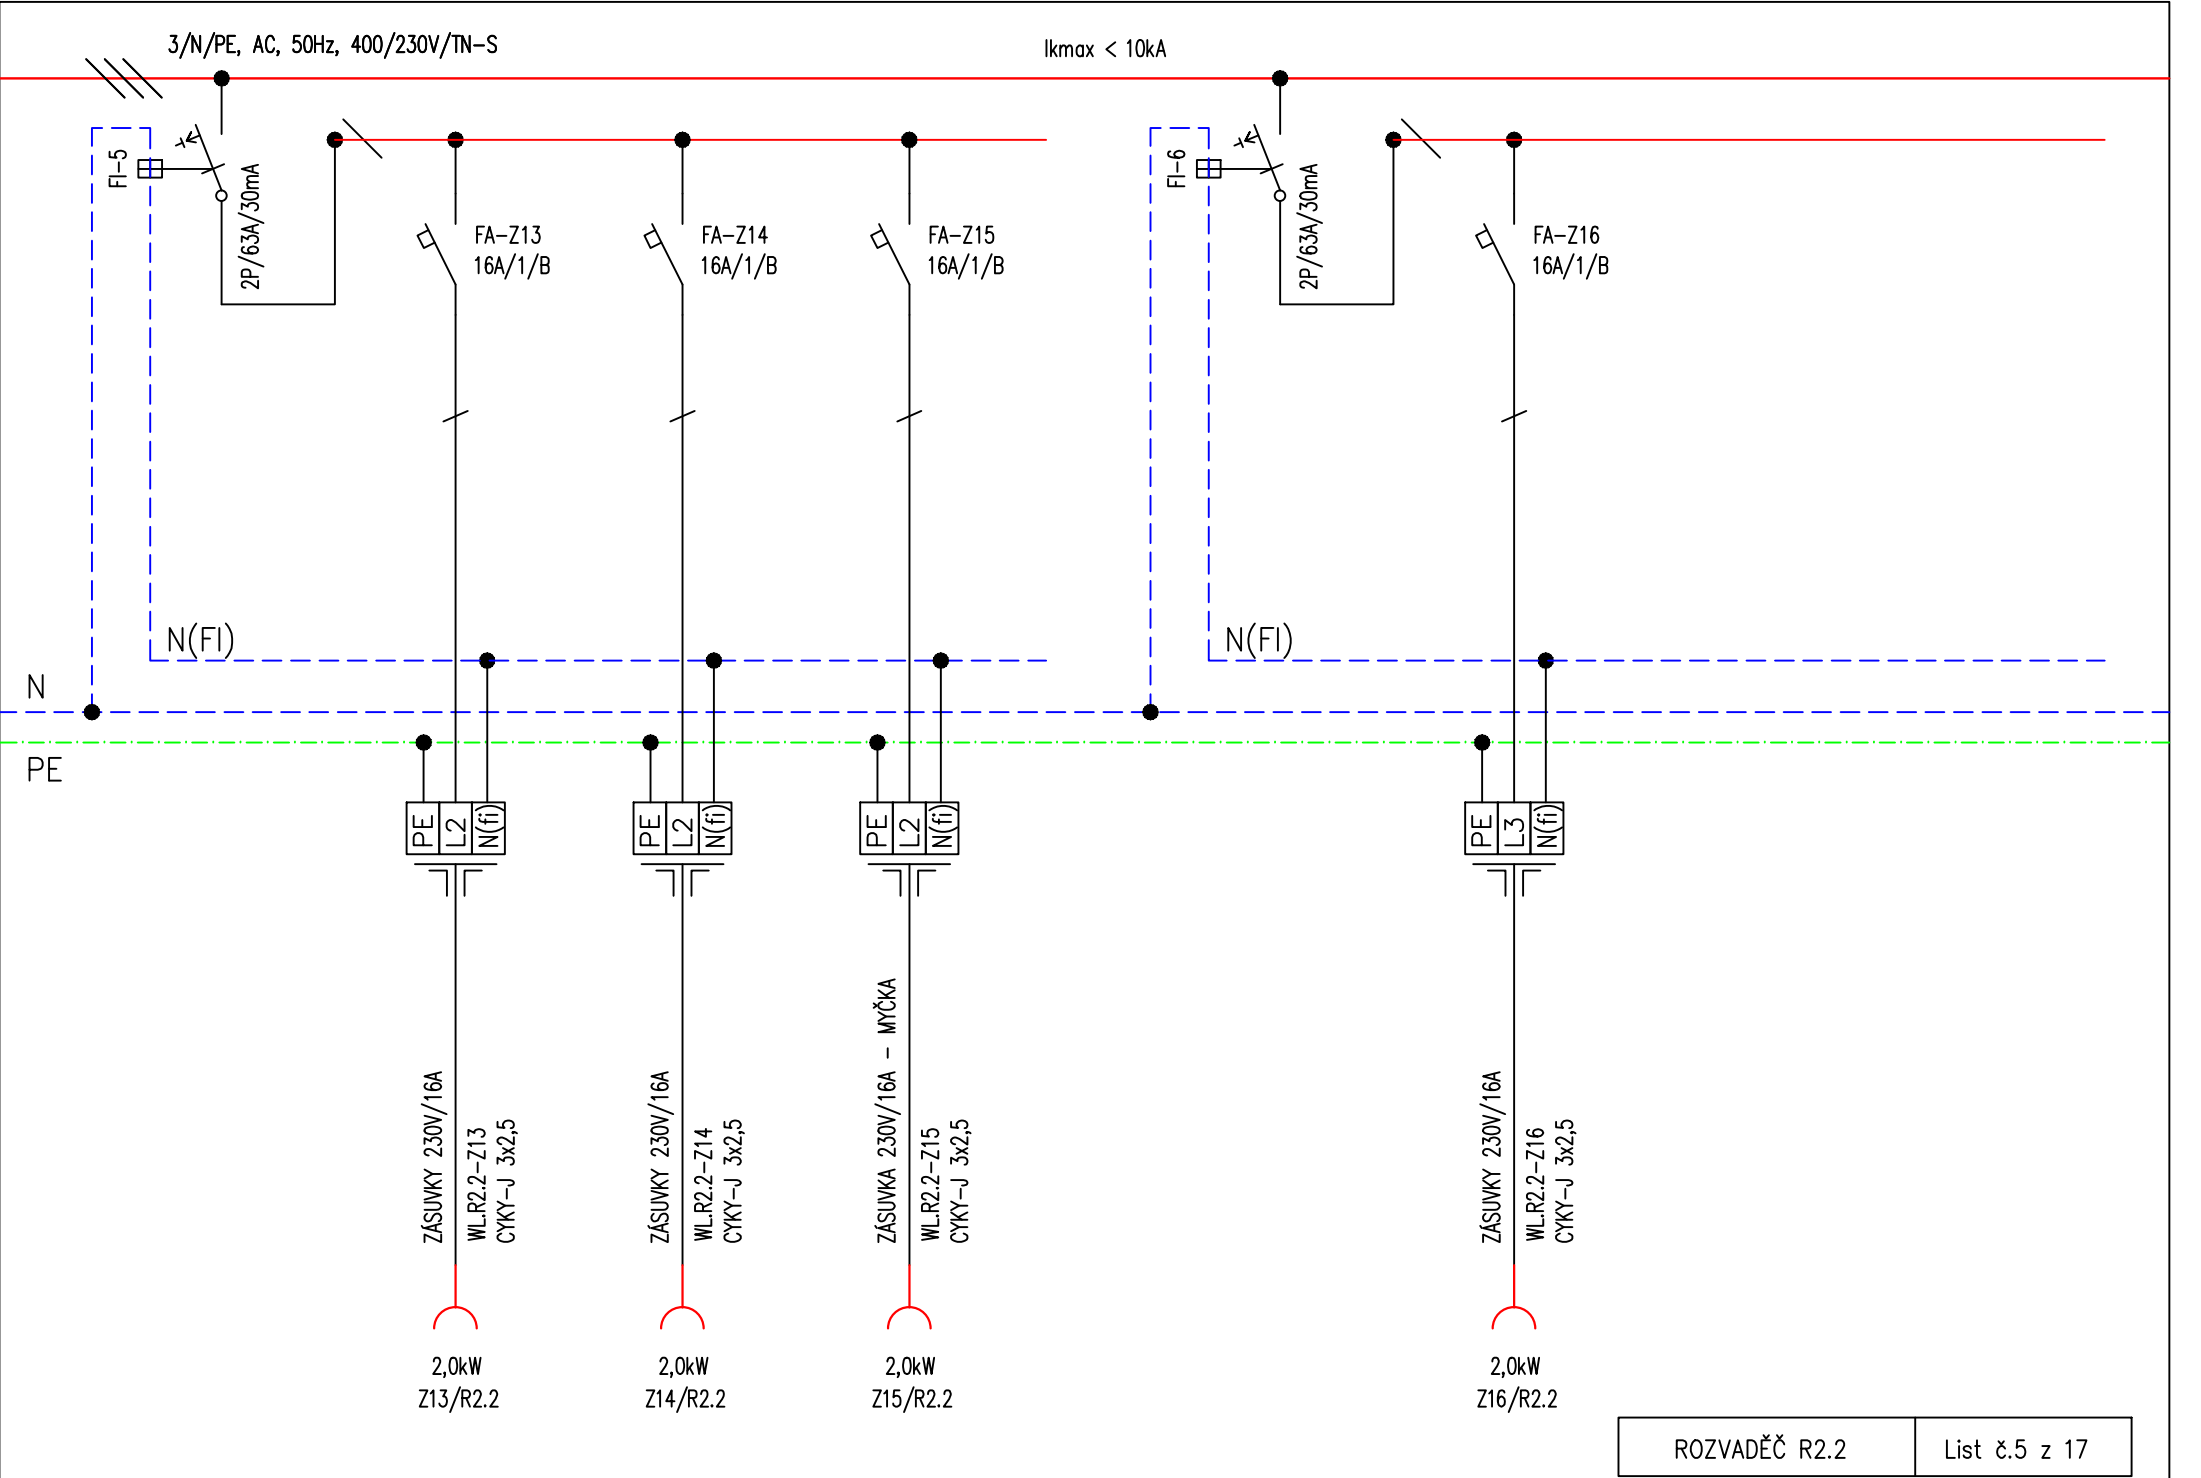 3/N/PE, AC, 50Hz, 400/230V/TN-S
Ikmax < 10kA
FI-5
2P/63A/30mA
FA-Z13
16A/1/B
FA-Z14
16A/1/B
FA-Z15
16A/1/B
FI-6
2P/63A/30mA
FA-Z16
16A/1/B
N(FI)
N(FI)
N
PE
PE L2 N(fi)
PE L2 N(fi)
PE L2 N(fi)
PE L3 N(fi)
ZÁSUVKY 230V/16A
WL.R2.2-Z13
CYKY-J 3x2,5
ZÁSUVKY 230V/16A
WL.R2.2-Z14
CYKY-J 3x2,5
ZÁSUVKA 230V/16A - MYČKA
WL.R2.2-Z15
CYKY-J 3x2,5
ZÁSUVKY 230V/16A
WL.R2.2-Z16
CYKY-J 3x2,5
2,0kW
Z13/R2.2
2,0kW
Z14/R2.2
2,0kW
Z15/R2.2
2,0kW
Z16/R2.2
ROZVADĚČ R2.2
List č.5 z 17